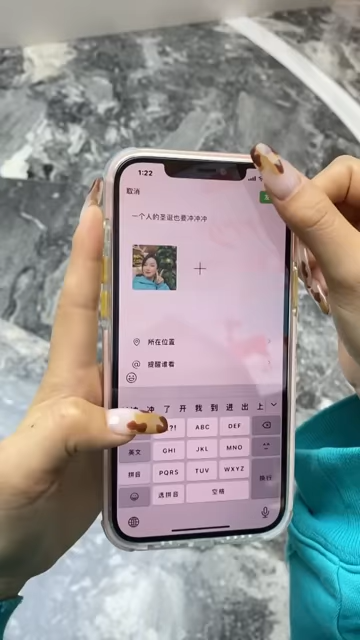 1:22
取消
一个人的圣诞也要冲冲冲
所在位置
提醒谁看
冲 了 开 我 到 进 出 上
?! ABC DEF
英文 GHI JKL MNO
拼音 PQRS TUV WXYZ 换行
选拼音 空格